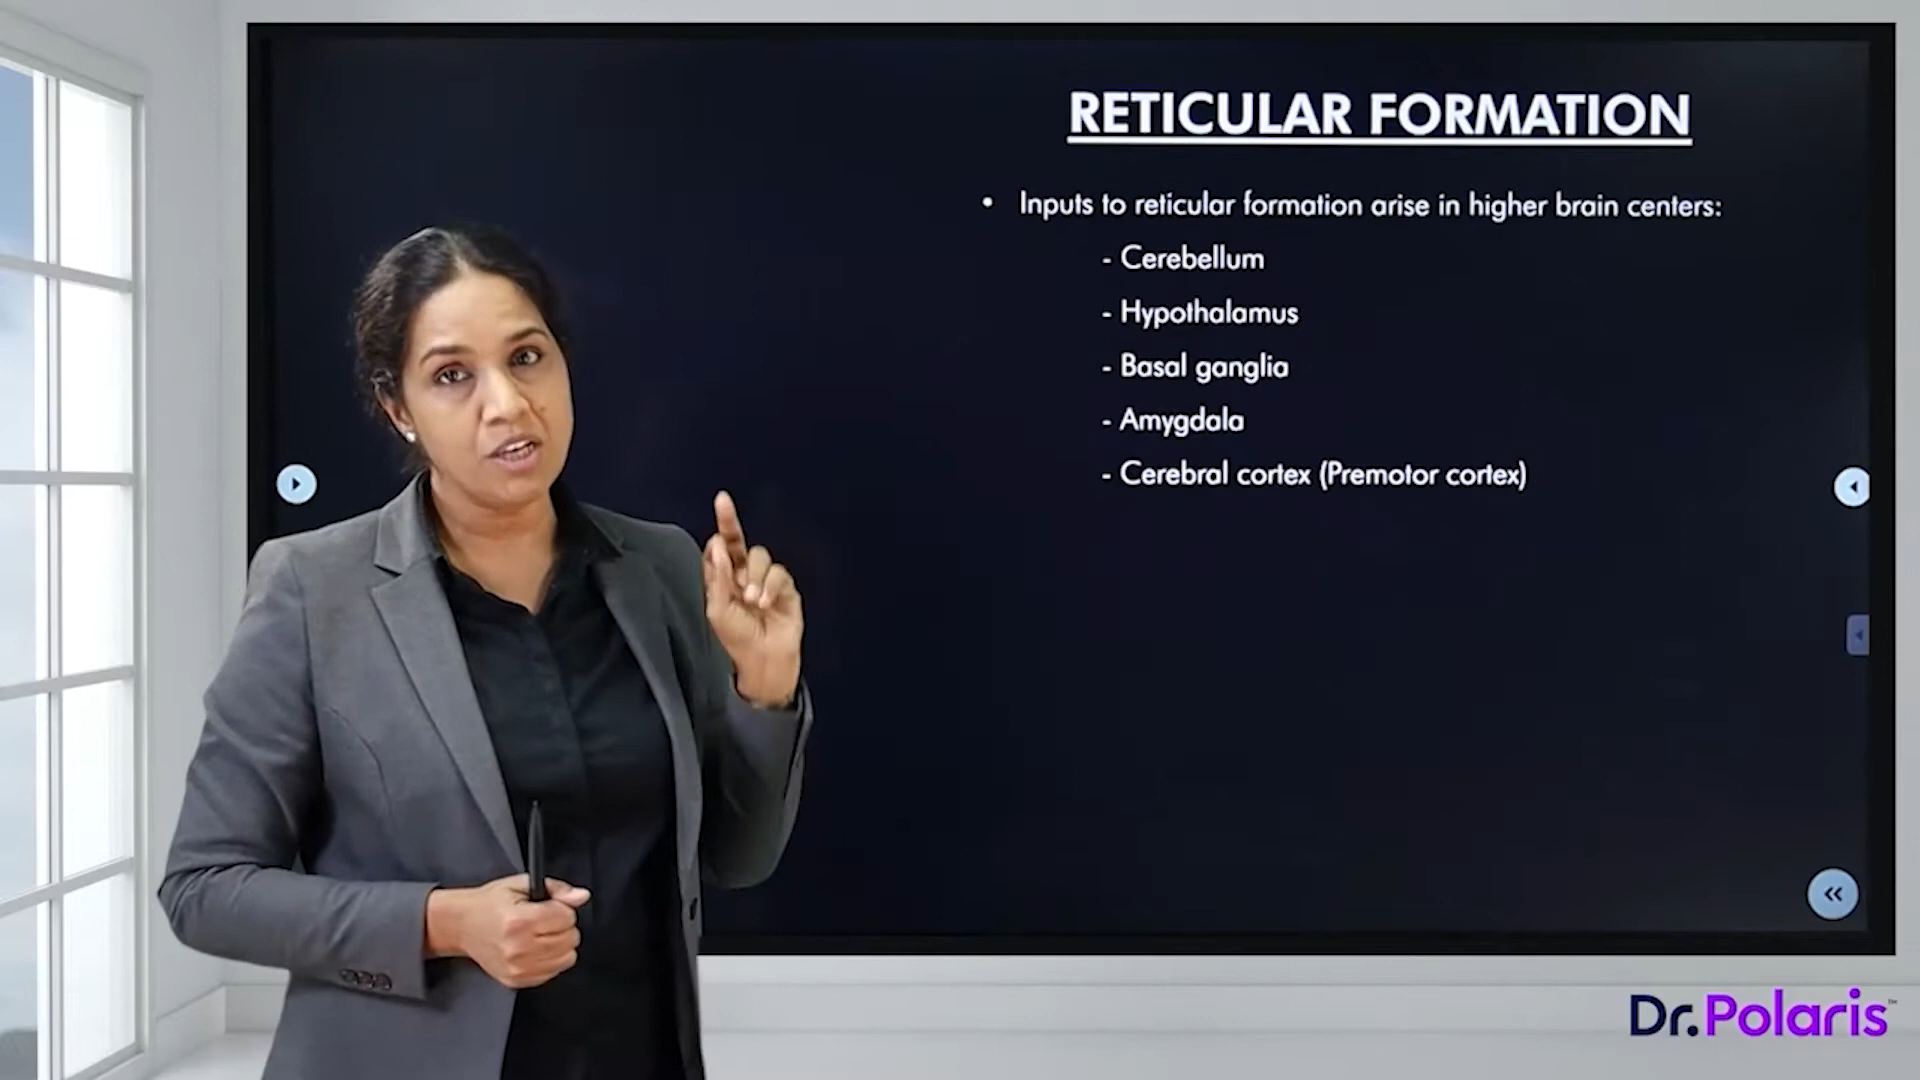 RETICULAR FORMATION
• Inputs to reticular formation arise in higher brain centers:
- Cerebellum
- Hypothalamus
- Basal ganglia
- Amygdala
- Cerebral cortex (Premotor cortex)
Dr.Polaris™